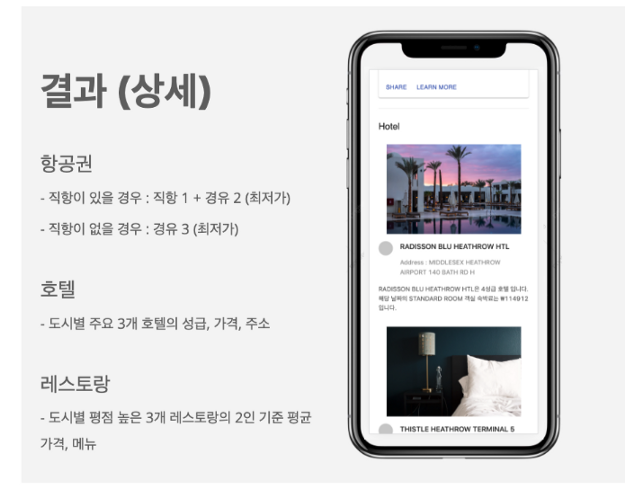 결과 (상세)
항공권
- 직항이 있을 경우 : 직항 1 + 경유 2 (최저가)
- 직항이 없을 경우 : 경유 3 (최저가)
호텔
- 도시별 주요 3개 호텔의 성급, 가격, 주소
레스토랑
- 도시별 평점 높은 3개 레스토랑의 2인 기준 평균
가격, 메뉴
SHARE LEARN MORE
Hotel
RADISSON BLU HEATHROW HTL
Address : MIDDLESEX HEATHROW
AIRPORT 140 BATH RD H
RADISSON BLU HEATHROW HTL은 4성급 호텔 입니다.
해당 날짜의 STANDARD ROOM 객실 숙박료는 ₩114912
입니다.
THISTLE HEATHROW TERMINAL 5